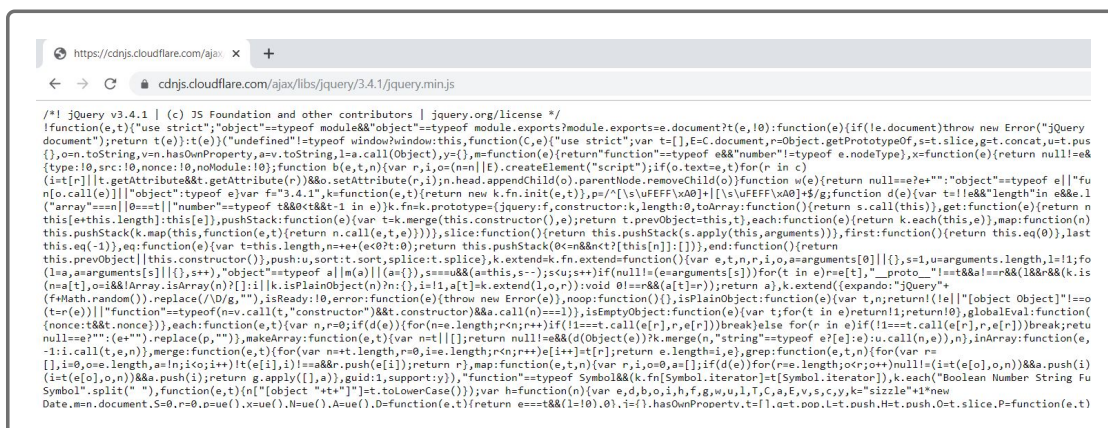 https://cdnjs.cloudflare.com/ajax
cdnjs.cloudflare.com/ajax/libs/jquery/3.4.1/jquery.min.js
/*! jQuery v3.4.1 | (c) JS Foundation and other contributors | jquery.org/license */
!function(e,t){"use strict";"object"==typeof module&&"object"==typeof module.exports?module.exports=e.document?t(e,!0):function(e){if(!e.document)throw new Error("jQuery
document");return t(e)}:t(e)}("undefined"!=typeof window?window:this,function(C,e){"use strict";var t=[],E=C.document,r=Object.getPrototypeOf,s=t.slice,g=t.concat,u=t.pus
{},o=n.toString,v=n.hasOwnProperty,a=v.toString,l=a.call(Object),y={},m=function(e){return"function"==typeof e&&"number"!=typeof e.nodeType},x=function(e){return null!=e&
{type:!0,src:!0,nonce:!0,noModule:!0};function b(e,t,n){var r,i,o=(n=n||E).createElement("script");if(o.text=e,t)for(r in c)
(i=t[r]||t.getAttribute&&t.getAttribute(r))&&o.setAttribute(r,i);n.head.appendChild(o).parentNode.removeChild(o)}function w(e){return null==e?e+"":"object"==typeof e||"fu
n[o.call(e)]||"object":typeof e}var f="3.4.1",k=function(e,t){return new k.fn.init(e,t)},p=/^[\s\uFEFF\xA0]+|[\s\uFEFF\xA0]+$/g;function d(e){var t=!!e&&"length"in e&&e.l
("array"===n||0===t||"number"==typeof t&&0<t&&t-1 in e)}k.fn=k.prototype={jquery:f,constructor:k,length:0,toArray:function(){return s.call(this)},get:function(e){return n
this[e+this.length]:this[e]},pushStack:function(e){var t=k.merge(this.constructor(),e);return t.prevObject=this,t},each:function(e){return k.each(this,e)},map:function(n)
this.pushStack(k.map(this,function(e,t){return n.call(e,t,e)}))},slice:function(){return this.pushStack(s.apply(this,arguments))},first:function(){return this.eq(0)},last
this.eq(-1)},eq:function(e){var t=this.length,n=+e+(e<0?t:0);return this.pushStack(0<=n&&n<t?[this[n]]:[])},end:function(){return
this.prevObject||this.constructor()},push:u,sort:t.sort,splice:t.splice},k.extend=k.fn.extend=function(){var e,t,n,r,i,o,a=arguments[0]||{},s=1,u=arguments.length,l=!1;fo
(l=a,a=arguments[s]||{},s++),"object"==typeof a||m(a)||(a={}),s===u&&(a=this,s--);s<u;s++)if(null!=(e=arguments[s]))for(t in e)r=e[t],"__proto__"!==t&&a!==r&&(l&&r&&(k.is
(n=a[t],o=i&&!Array.isArray(n)?[]:i||k.isPlainObject(n)?n:{},i=!1,a[t]=k.extend(l,o,r)):void 0!==r&&(a[t]=r));return a},k.extend({expando:"jQuery"+
(f+Math.random()).replace(/\D/g,""),isReady:!0,error:function(e){throw new Error(e)},noop:function(){},isPlainObject:function(e){var t,n;return!(!e||"[object Object]"!==o
(t=r(e))||"function"==typeof(n=v.call(t,"constructor")&&t.constructor)&&a.call(n)===l)},isEmptyObject:function(e){var t;for(t in e)return!1;return!0},globalEval:function(
{nonce:t&&t.nonce})},each:function(e,t){var n,r=0;if(d(e)){for(n=e.length;r<n;r++)if(!1===t.call(e[r],r,e[r]))break}else for(r in e)if(!1===t.call(e[r],r,e[r]))break;retu
null==e?"":(e+"").replace(p,"")},makeArray:function(e,t){var n=t||[];return null!=e&&(d(Object(e))?k.merge(n,"string"==typeof e?[e]:e):u.call(n,e)),n},inArray:function(e,
-1:i.call(t,e,n)},merge:function(e,t){for(var n=+t.length,r=0,i=e.length;r<n;r++)e[i++]=t[r];return e.length=i,e},grep:function(e,t,n){for(var r=
[],i=0,o=e.length,a=!n;i<o;i++)!t(e[i],i)!==a&&r.push(e[i]);return r},map:function(e,t,n){var r,i,o=0,a=[];if(d(e))for(r=e.length;o<r;o++)null!=(i=t(e[o],o,n))&&a.push(i)
(i=t(e[o],o,n))&&a.push(i);return g.apply([],a)},guid:1,support:y}),"function"==typeof Symbol&&(k.fn[Symbol.iterator]=t[Symbol.iterator]),k.each("Boolean Number String Fu
Symbol".split(" "),function(e,t){n["[object "+t+"]"]=t.toLowerCase()});var h=function(n){var e,d,b,o,i,h,f,g,w,u,l,T,C,a,E,v,s,c,y,k="sizzle"+1*new
Date,m=n.document,S=0,r=0,p=ue(),x=ue(),N=ue(),A=ue(),D=function(e,t){return e===t&&(l=!0),0},j={}.hasOwnProperty,t=[],q=t.pop,L=t.push,H=t.push,O=t.slice,P=function(e,t)